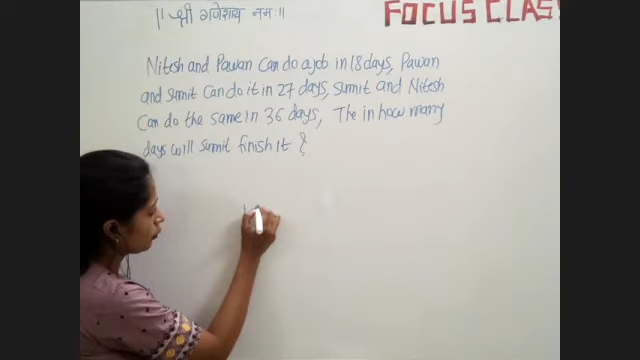 || श्री गणेशाय नमः ||
FOCUS CLAS
Nitesh and Pawan Can do a job in 18 days, Pawan
and sumit Can do it in 27 days, sumit and Nitesh
Can do the same in 36 days, The in how many
days will sumit finish it ?